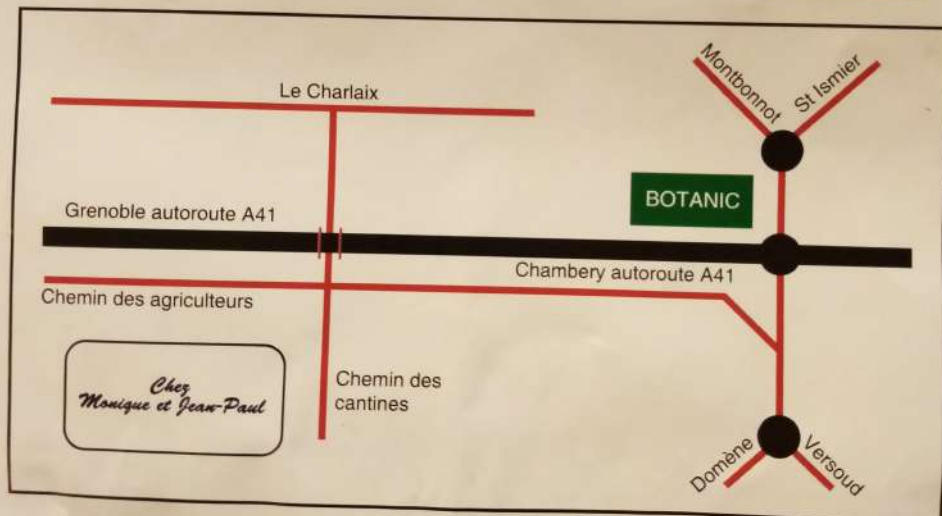 Montbonnot
St Ismier
Le Charlaix
BOTANIC
Grenoble autoroute A41
Chambery autoroute A41
Chemin des agriculteurs
Chez
Monique et Jean-Paul
Chemin des
cantines
Domène
Versoud